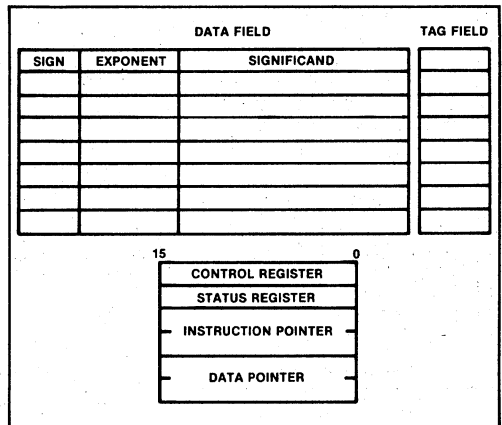 DATA FIELD TAG FIELD
SIGN EXPONENT SIGNIFICAND
15 0
CONTROL REGISTER
STATUS REGISTER
INSTRUCTION POINTER
DATA POINTER